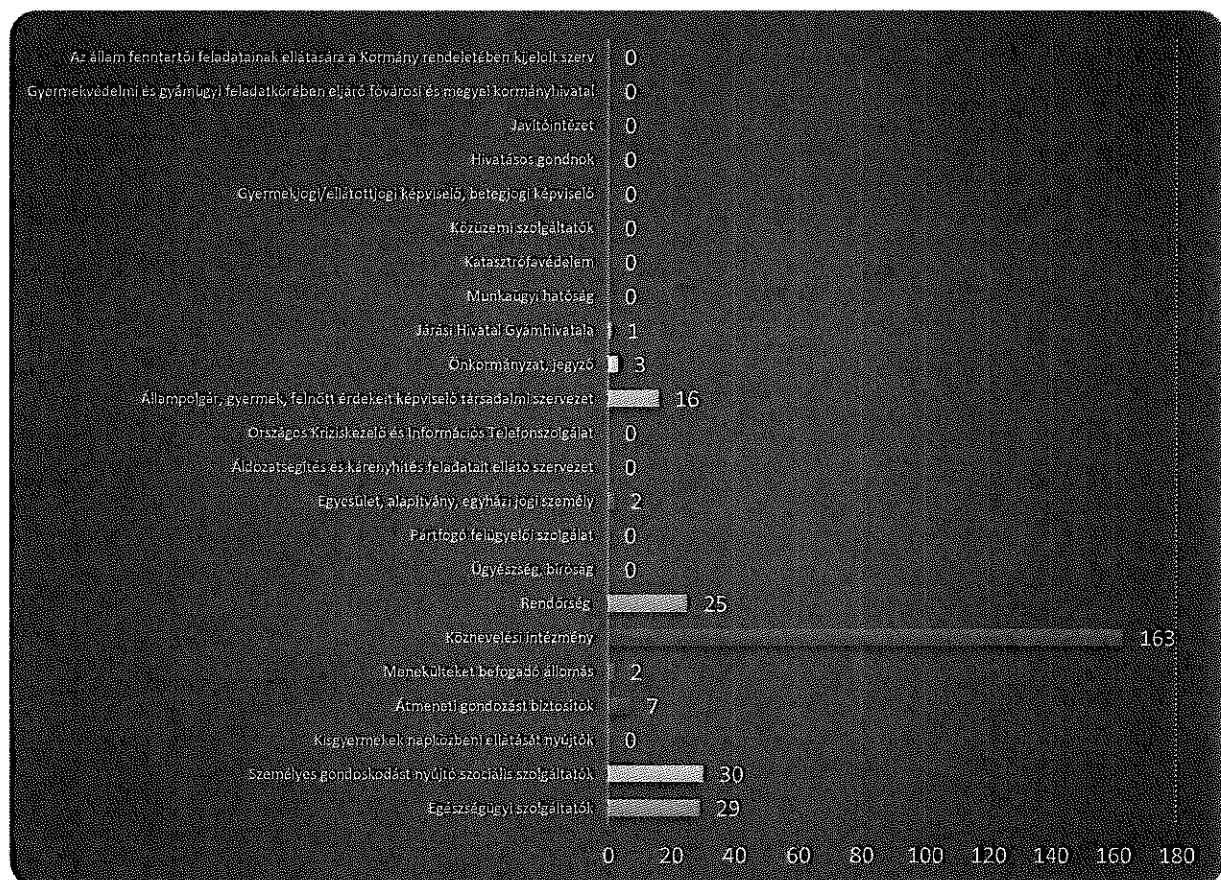 Az állam fenntartói feladatainak ellátására a Kormány rendeletében kijelölt szerv 0
Gyermekvédelmi és gyámügyi feladatkörében eljáró fővárosi és megyei kormányhivatal 0
Javítóintézet 0
Hivatásos gondnok 0
Gyermekjogi/ellátottjogi képviselő, betegjogi képviselő 0
Közüzemi szolgáltatók 0
Katasztrófavédelem 0
Munkaügyi hatóság 0
Járási Hivatal Gyámhivatala 1
Önkormányzat, jegyző 3
Állampolgár, gyermek, felnőtt érdekeit képviselő társadalmi szervezet 16
Országos Kríziskezelő és Információs Telefonszolgálat 0
Áldozatsegítés és kárenyhítés feladatait ellátó szervezet 0
Egyesület, alapítvány, egyházi jogi személy 2
Pártfogó felügyelői szolgálat 0
Ügyészség, bíróság 0
Rendőrség 25
Köznevelési intézmény 163
Menekülteket befogadó állomás 2
Átmeneti gondozást biztosítók 7
Kisgyermekek napközbeni ellátását nyújtók 0
Személyes gondoskodást nyújtó szociális szolgáltatók 30
Egészségügyi szolgáltatók 29
0 20 40 60 80 100 120 140 160 180